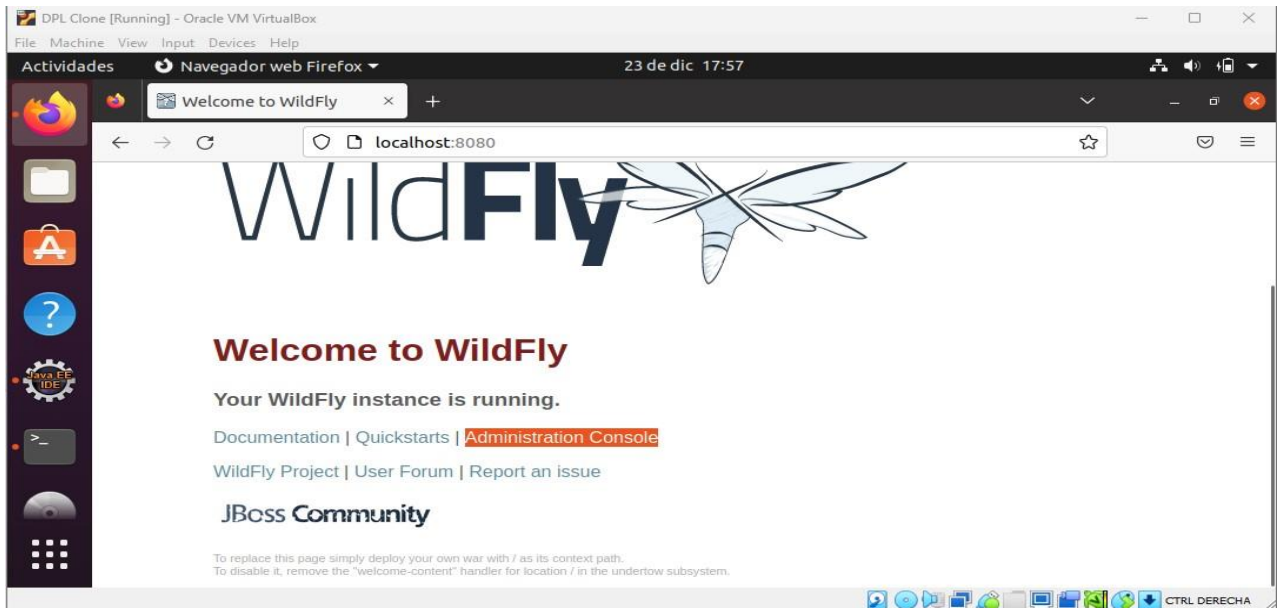 DPL Clone [Running] - Oracle VM VirtualBox
File Machine View Input Devices Help
Actividades Navegador web Firefox 23 de dic 17:57
Welcome to WildFly
localhost:8080
WildFly
Welcome to WildFly
Your WildFly instance is running.
Documentation | Quickstarts | Administration Console
WildFly Project | User Forum | Report an issue
JBoss Community
To replace this page simply deploy your own war with / as its context path.
To disable it, remove the "welcome-content" handler for location / in the undertow subsystem.
Java EE
IDE
CTRL DERECHA